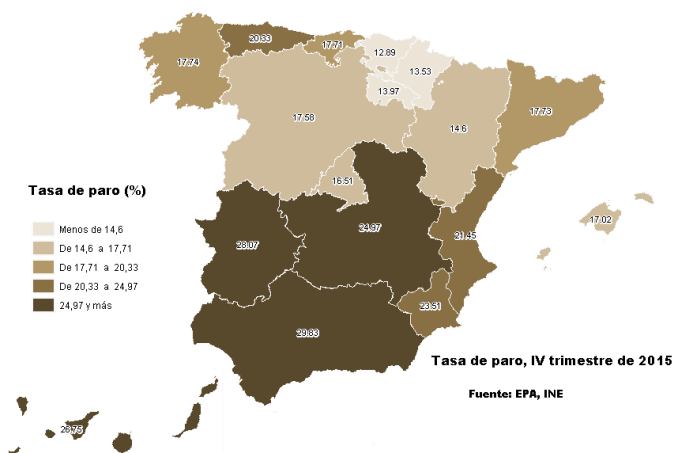 20.33
17.71
12.89
17.74
13.53
13.97
17.58
17.73
14.6
16.51
Tasa de paro (%)
Menos de 14,6
De 14,6 a 17,71
De 17,71 a 20,33
De 20,33 a 24,97
24,97 y más
17.02
24.97
21.45
28.07
23.51
29.83
Tasa de paro, IV trimestre de 2015
Fuente: EPA, INE
26.75